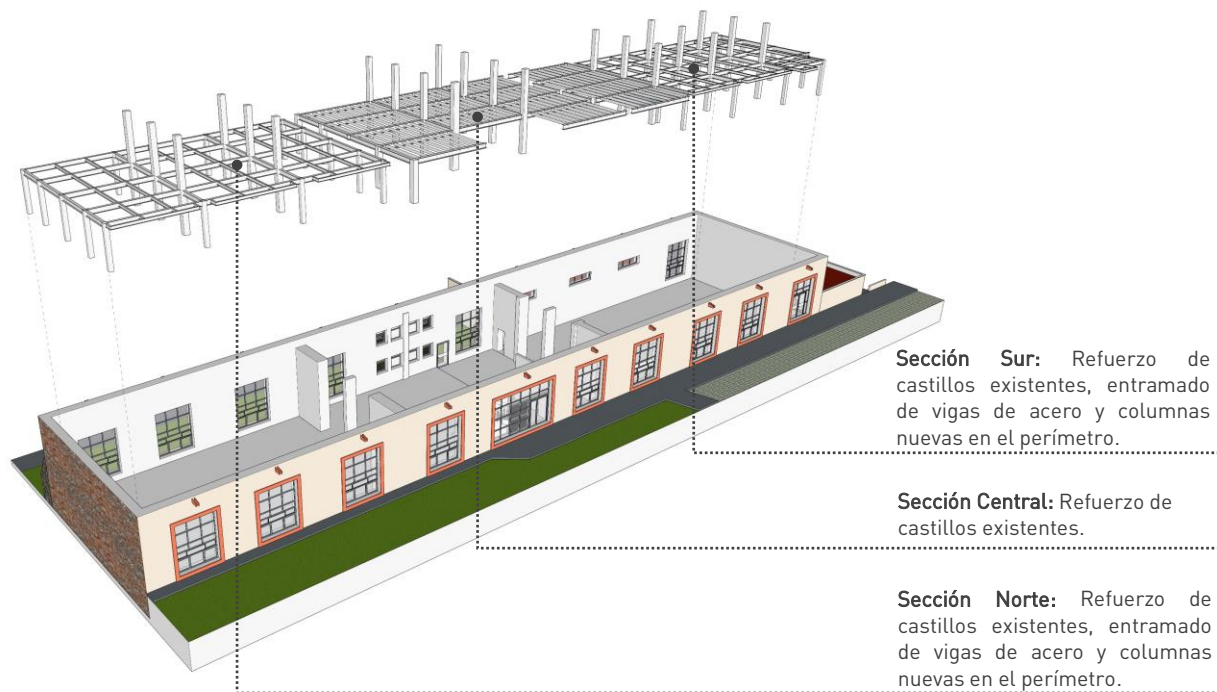 Sección Sur: Refuerzo de
castillos existentes, entramado
de vigas de acero y columnas
nuevas en el perímetro.
Sección Central: Refuerzo de
castillos existentes.
Sección Norte: Refuerzo de
castillos existentes, entramado
de vigas de acero y columnas
nuevas en el perímetro.